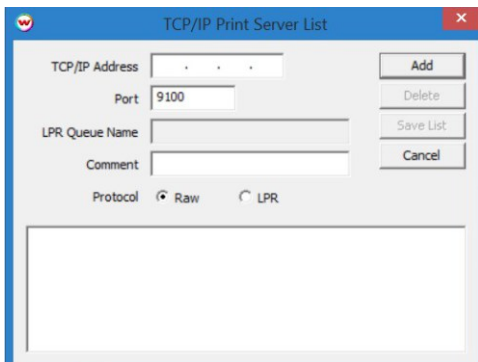 TCP/IP Print Server List
TCP/IP Address . . . Add
Port 9100 Delete
LPR Queue Name Save List
Comment Cancel
Protocol Raw LPR